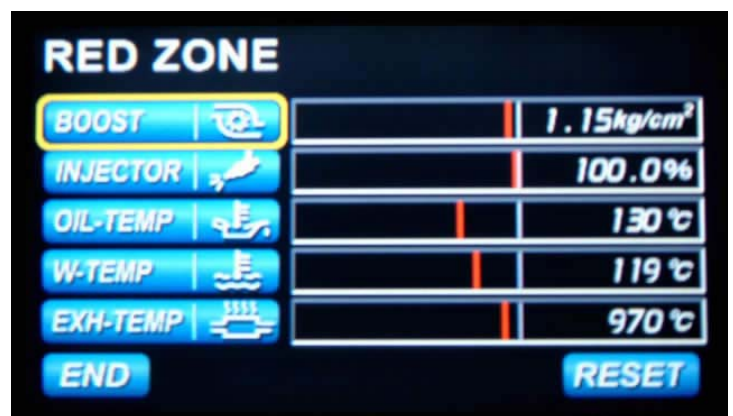 RED ZONE
BOOST 1.15kg/cm²
INJECTOR 100.0%
OIL-TEMP 130℃
W-TEMP 119℃
EXH-TEMP 970℃
END RESET